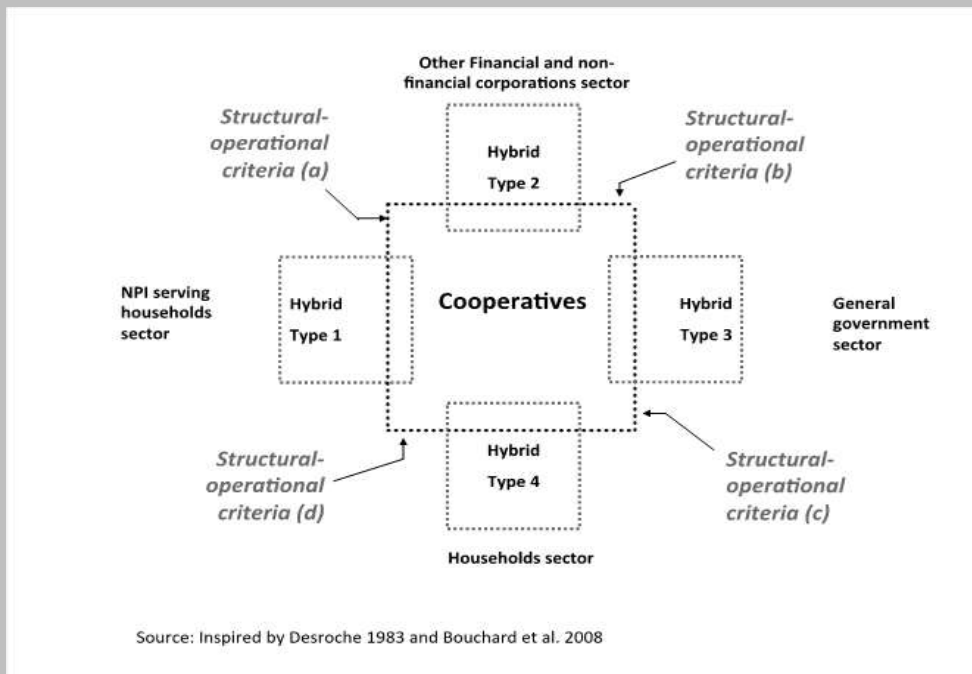 Other Financial and non-
financial corporations sector
Structural-
operational
criteria (a)
Structural-
operational
criteria (b)
Hybrid
Type 2
NPI serving
households
sector
Hybrid
Type 1
Cooperatives
Hybrid
Type 3
General
government
sector
Structural-
operational
criteria (d)
Hybrid
Type 4
Structural-
operational
criteria (c)
Households sector
Source: Inspired by Desroche 1983 and Bouchard et al. 2008